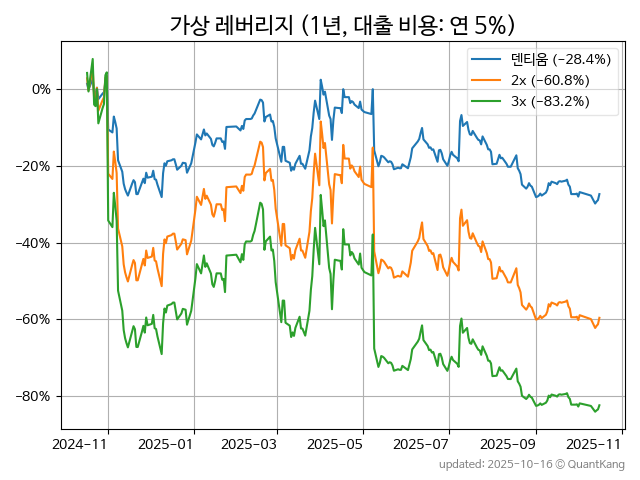 가상 레버리지 (1년, 대출 비용: 연 5%)
덴티움 (−28.4%)
2x (−60.8%)
3x (−83.2%)
0%
−20%
−40%
−60%
−80%
2024-11
2025-01
2025-03
2025-05
2025-07
2025-09
2025-11
updated: 2025-10-16 © QuantKang